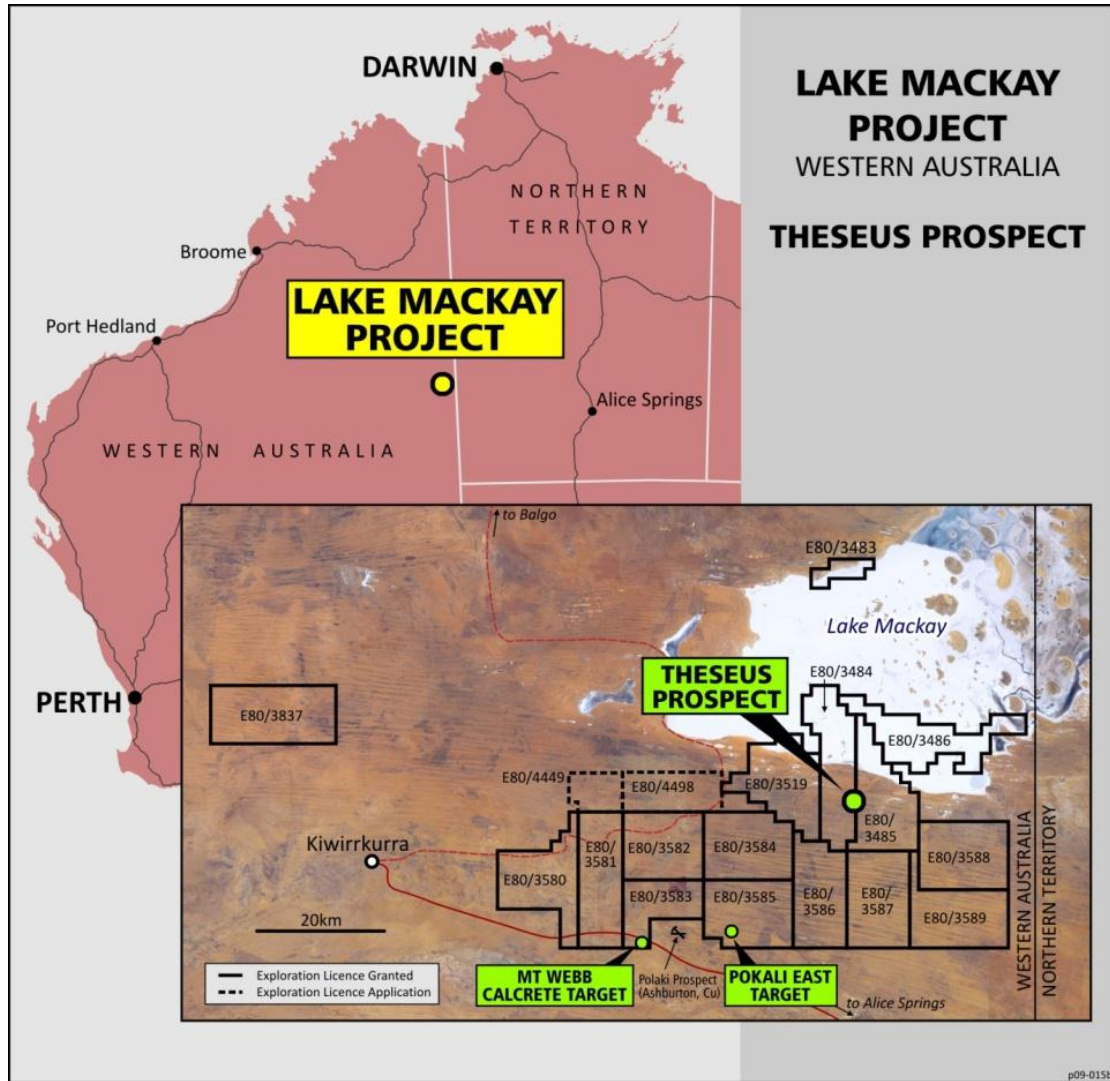 DARWIN
LAKE MACKAY
PROJECT
WESTERN AUSTRALIA
THESEUS PROSPECT
NORTHERN
TERRITORY
Broome
LAKE MACKAY
PROJECT
Port Hedland
Alice Springs
WESTERN AUSTRALIA
PERTH
to Balgo
E80/3483
Lake Mackay
THESEUS
PROSPECT
E80/3484
E80/3837
E80/3486
E80/4449
E80/4498
E80/3519
E80/
3485
Kiwirrkurra
E80/
3581
E80/3582
E80/3584
E80/3588
E80/3580
E80/3583
E80/3585
E80/
3586
E80/
3587
E80/3589
20km
WESTERN AUSTRALIA
NORTHERN TERRITORY
Exploration Licence Granted
Exploration Licence Application
MT WEBB
CALCRETE TARGET
Polaki Prospect
(Ashburton, Cu)
POKALI EAST
TARGET
to Alice Springs
p09-015b